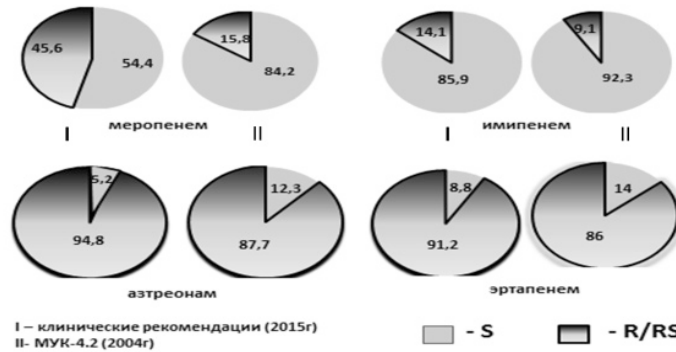 45,6
54,4
15,8
84,2
14,1
85,9
9,1
92,3
I
меропенем
II
I
имипенем
II
5,2
94,8
12,3
87,7
8,8
91,2
14
86
азтреонам
эртапенем
I – клинические рекомендации (2015г)
II- МУК-4.2 (2004г)
- S
- R/RS